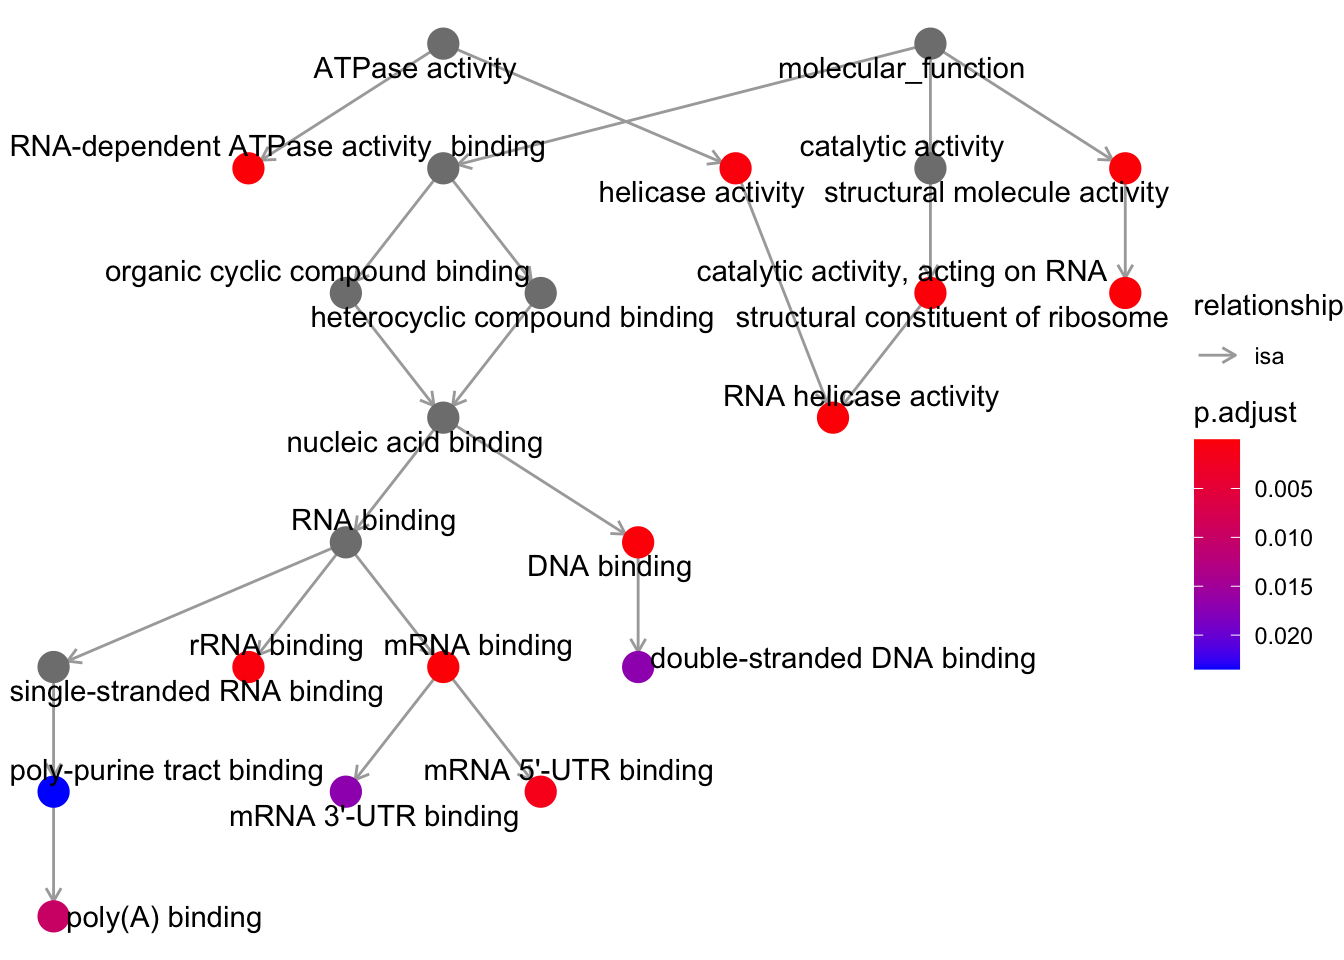 ATPase activity
molecular_function
RNA-dependent ATPase activity
binding
catalytic activity
helicase activity
structural molecule activity
organic cyclic compound binding
catalytic activity, acting on RNA
heterocyclic compound binding
structural constituent of ribosome
relationship
isa
RNA helicase activity
p.adjust
nucleic acid binding
0.005
RNA binding
0.010
DNA binding
0.015
0.020
rRNA binding
mRNA binding
double-stranded DNA binding
single-stranded RNA binding
poly-purine tract binding
mRNA 5'-UTR binding
mRNA 3'-UTR binding
poly(A) binding